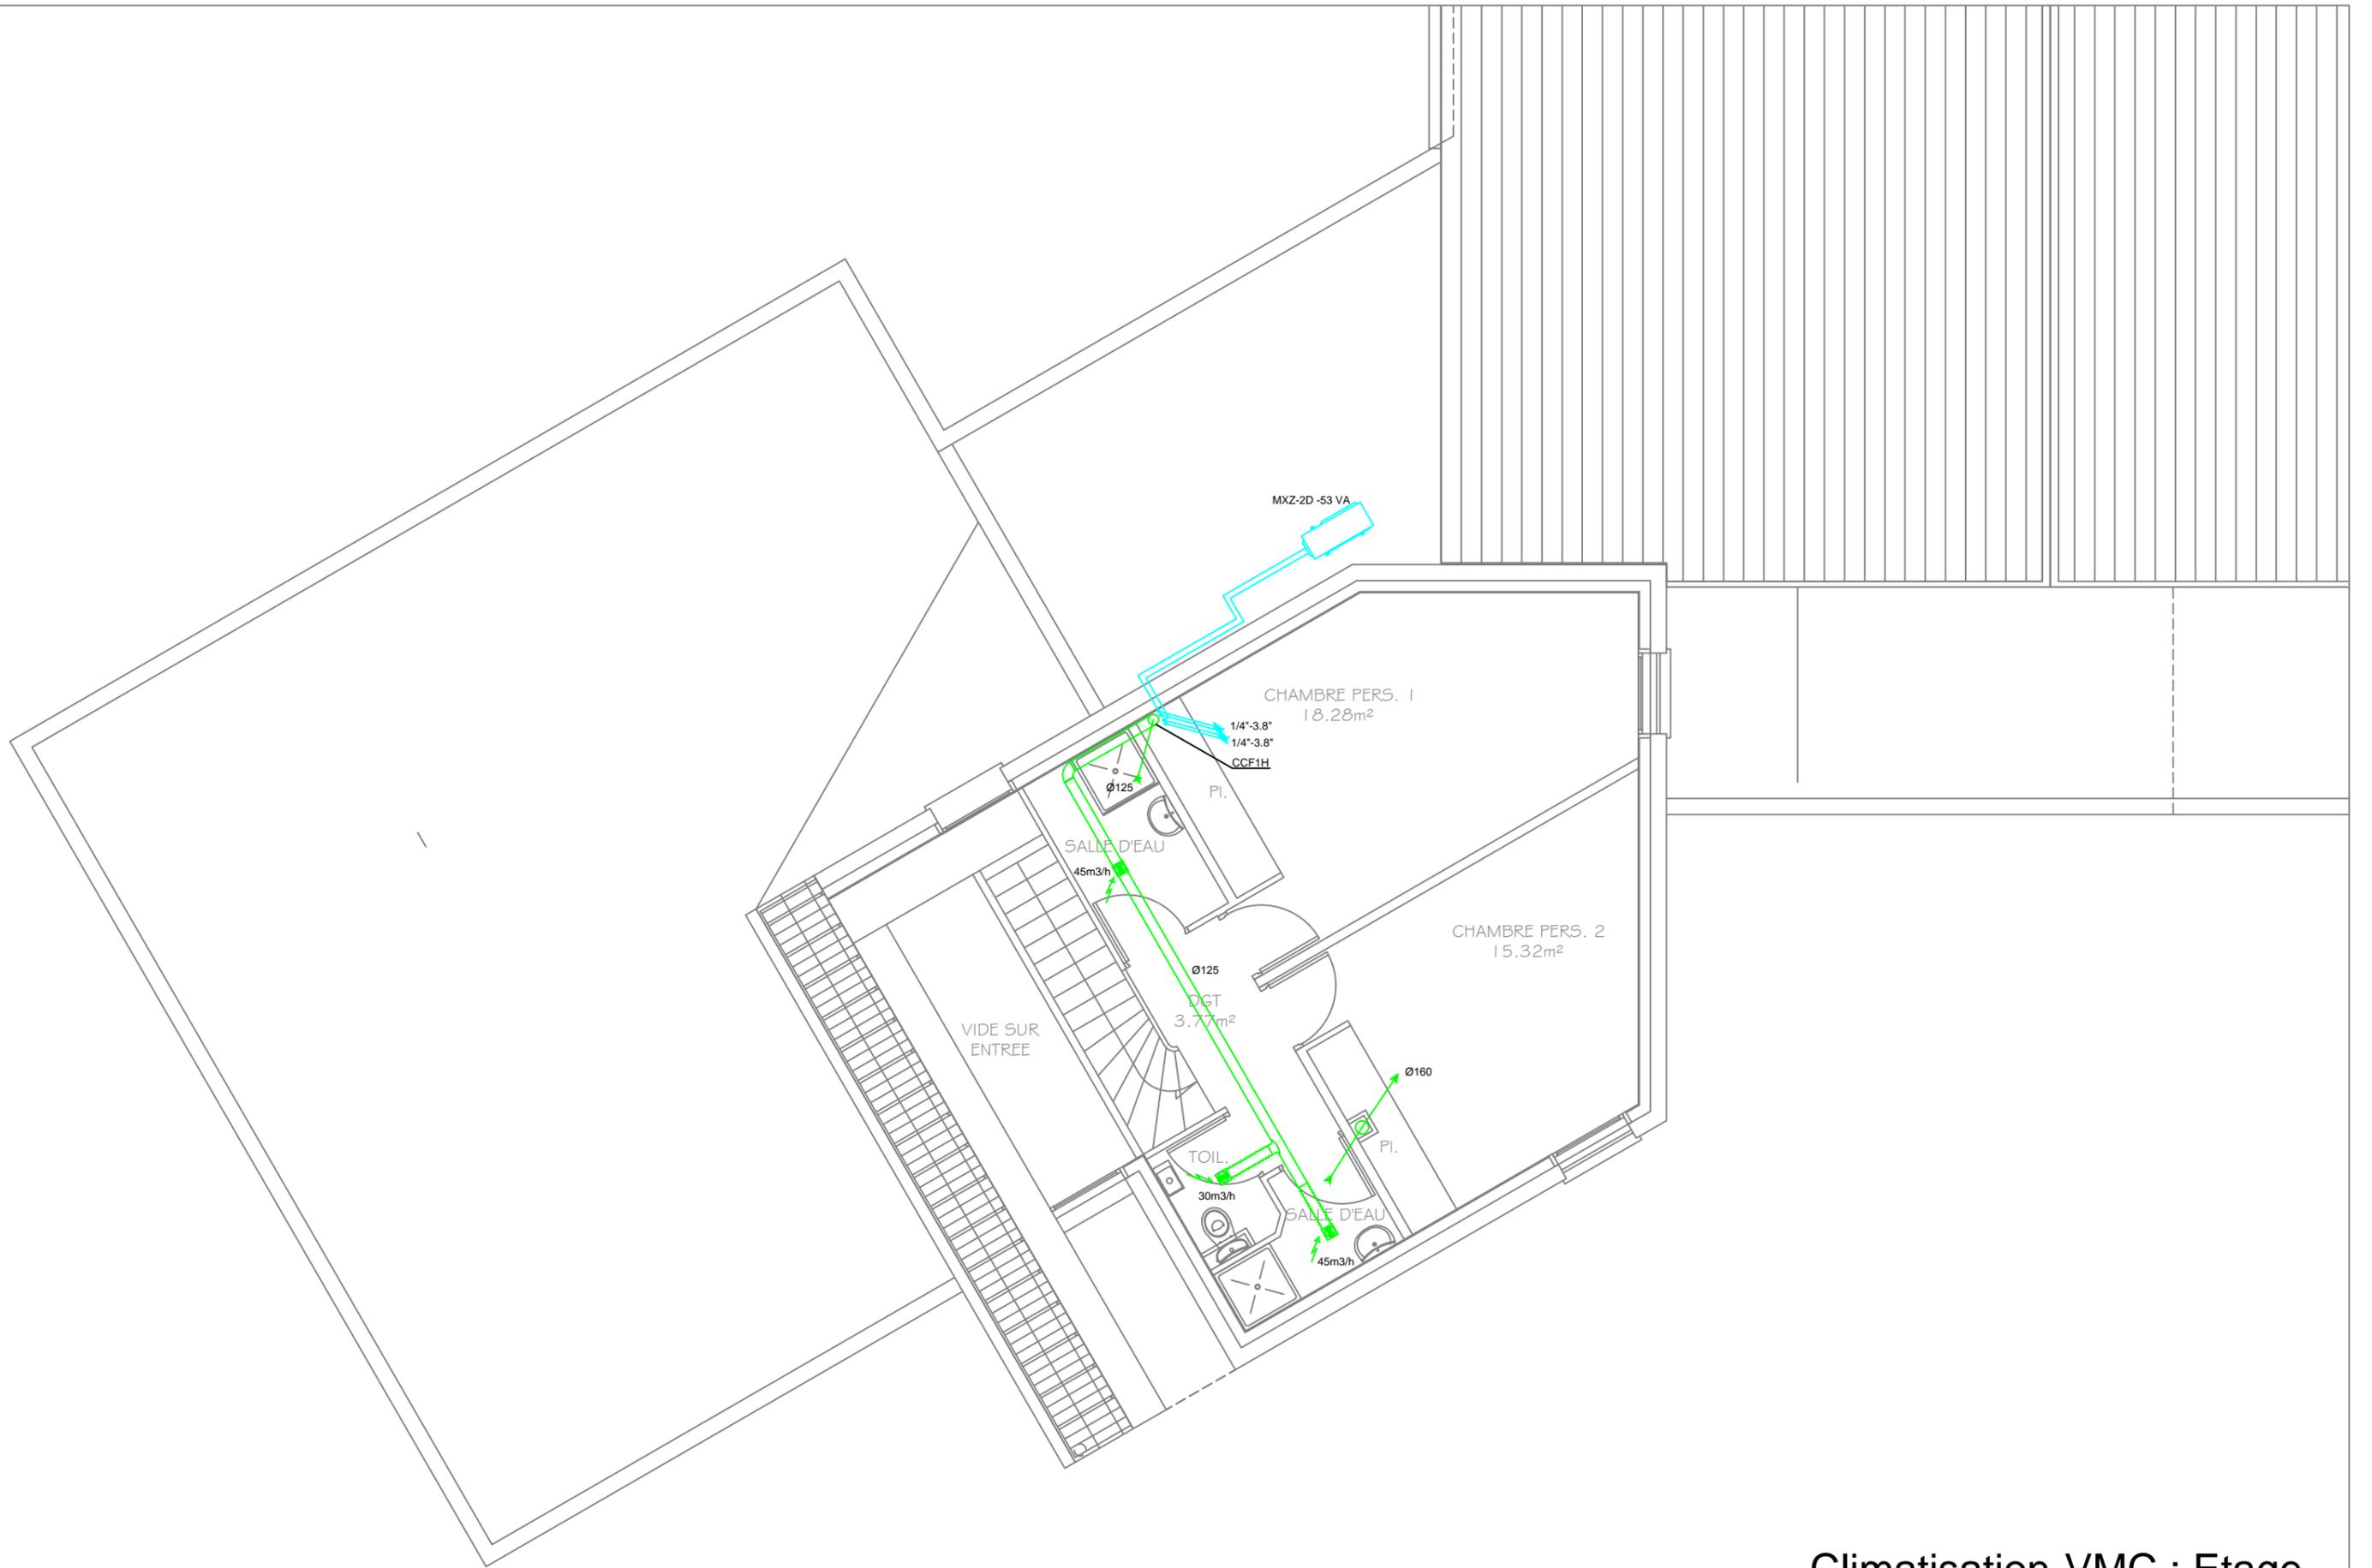 MXZ-2D -53 VA
CHAMBRE PERS. 1
18.28m²
1/4"-3.8"
1/4"-3.8"
CCF1H
Ø125
Pl.
SALLE D'EAU
45m3/h
CHAMBRE PERS. 2
15.32m²
Ø125
DGT
3.77m²
VIDE SUR
ENTREE
Ø160
Pl.
TOIL.
30m3/h
SALLE D'EAU
45m3/h
Climatisation-VMC : Etage